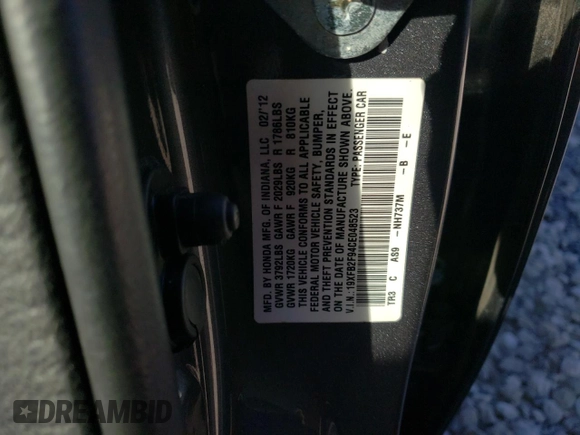 MFD. BY HONDA MFG. OF INDIANA, LLC 02/'12
GVWR 3792LBS GAWR F 2029LBS R 1786LBS
GVWR 1720KG GAWR F 920KG R 810KG
THIS VEHICLE CONFORMS TO ALL APPLICABLE
FEDERAL MOTOR VEHICLE SAFETY, BUMPER,
AND THEFT PREVENTION STANDARDS IN EFFECT
ON THE DATE OF MANUFACTURE SHOWN ABOVE.
V.I.N.:19XFB2F94CE048523 TYPE: PASSENGER CAR
TR3 C AS9 -NH737M -B -E
DREAMBID